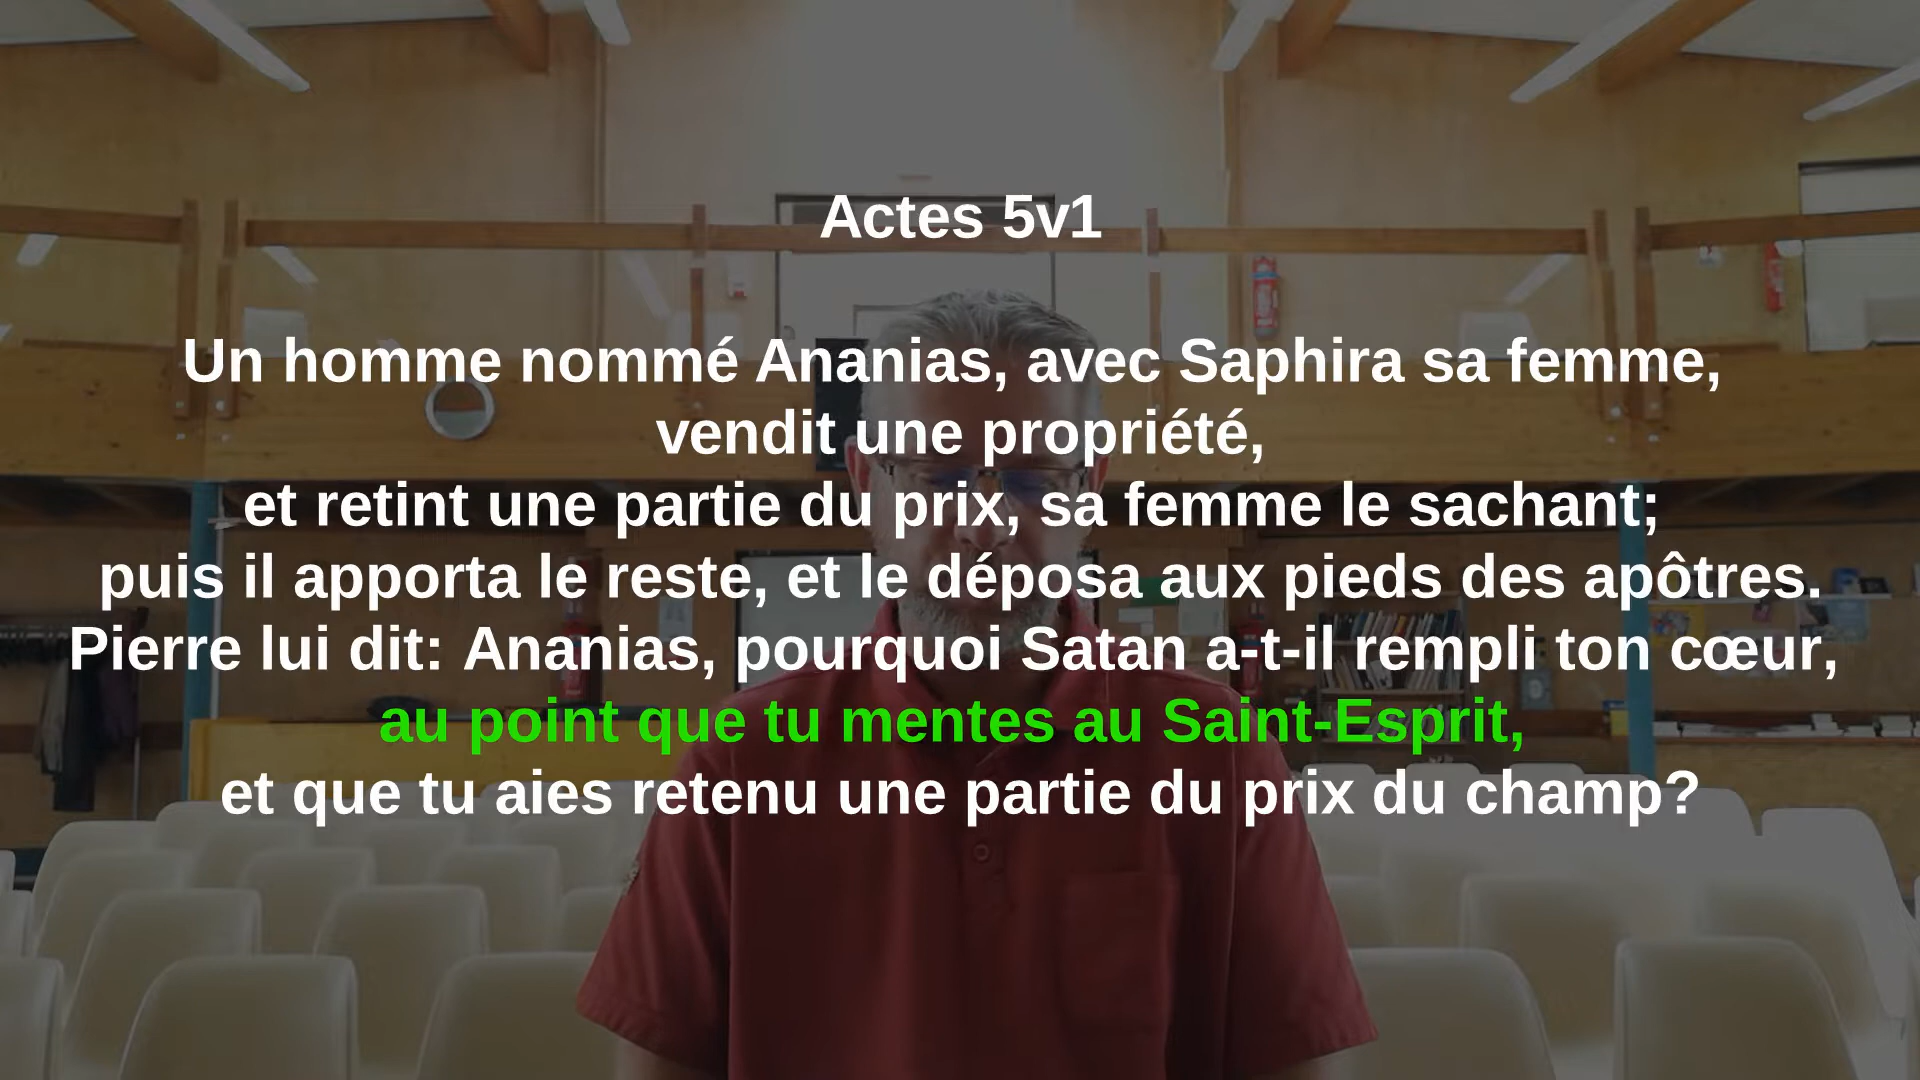 Actes 5v1
Un homme nommé Ananias, avec Saphira sa femme,
vendit une propriété,
et retint une partie du prix, sa femme le sachant;
puis il apporta le reste, et le déposa aux pieds des apôtres.
Pierre lui dit: Ananias, pourquoi Satan a-t-il rempli ton cœur,
au point que tu mentes au Saint-Esprit,
et que tu aies retenu une partie du prix du champ?